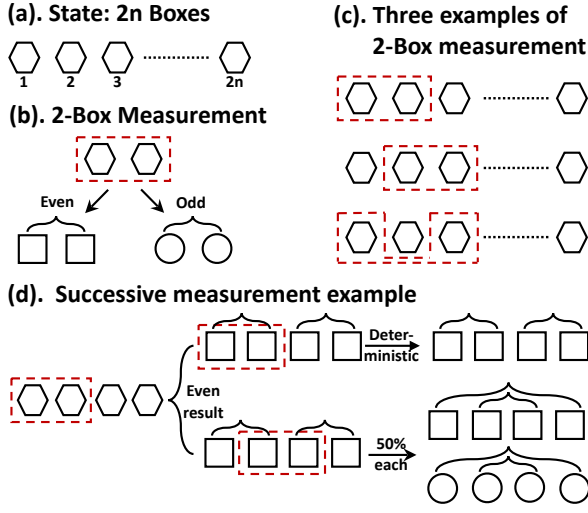 (a). State: 2n Boxes
1 2 3 2n
(b). 2-Box Measurement
Even Odd
(c). Three examples of
2-Box measurement
(d). Successive measurement example
Even
result
Deter-
ministic
50%
each